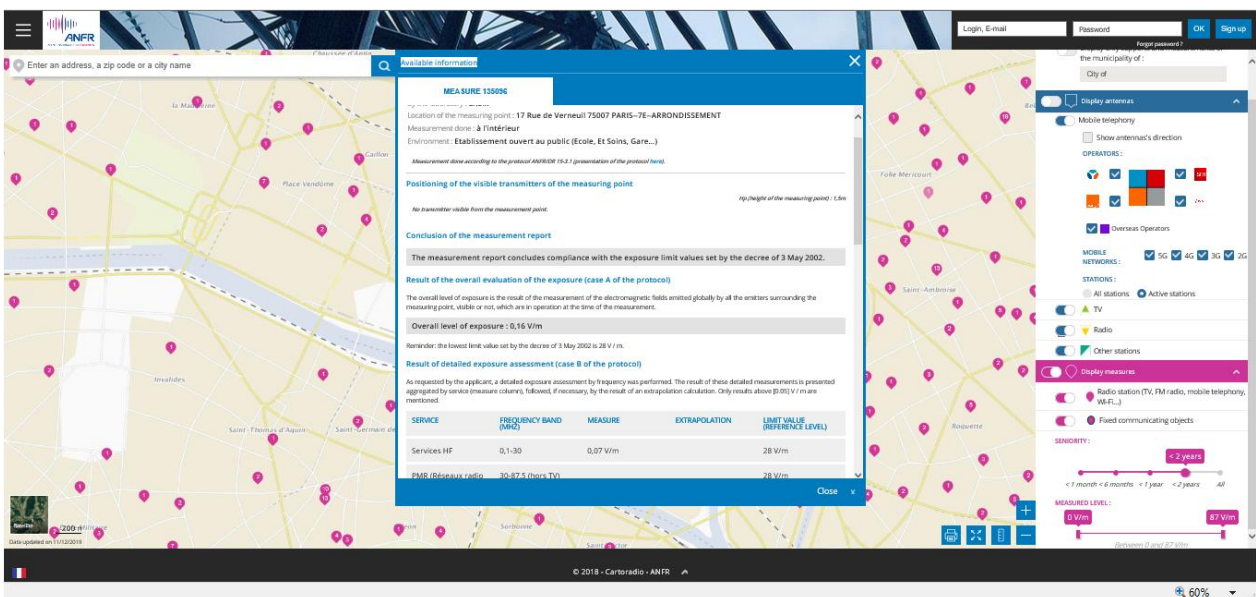 ANFR
Login, E-mail
Password
OK
Sign up
Forgot password ?
Enter an address, a zip code or a city name
Available information
MEASURE 135096
Location of the measuring point : 17 Rue de Verneuil 75007 PARIS--7E--ARRONDISSEMENT
Measurement done : à l'intérieur
Environment : Etablissement ouvert au public (Ecole, Et Soins, Gare...)
Measurement done according to the protocol ANFR/DR 15-3.1 (presentation of the protocol here).
Positioning of the visible transmitters of the measuring point
Hp (height of the measuring point) : 1,5m
No transmitter visible from the measurement point.
Conclusion of the measurement report
The measurement report concludes compliance with the exposure limit values set by the decree of 3 May 2002.
Result of the overall evaluation of the exposure (case A of the protocol)
The overall level of exposure is the result of the measurement of the electromagnetic fields emitted globally by all the emitters surrounding the
measuring point, visible or not, which are in operation at the time of the measurement.
Overall level of exposure : 0,16 V/m
Reminder: the lowest limit value set by the decree of 3 May 2002 is 28 V / m.
Result of detailed exposure assessment (case B of the protocol)
As requested by the applicant, a detailed exposure assessment by frequency was performed. The result of these detailed measurements is presented
aggregated by service (measure column), followed, if necessary, by the result of an extrapolation calculation. Only results above [0.05] V / m are
mentioned.
SERVICE FREQUENCY BAND (MHZ) MEASURE EXTRAPOLATION LIMIT VALUE (REFERENCE LEVEL)
Services HF 0,1-30 0,07 V/m 28 V/m
PMR (Réseaux radio 30-87.5 (hors TV) 28 V/m
Close x
the municipality of :
City of
Display antennas
Mobile telephony
Show antennas's direction
OPERATORS :
Overseas Operators
MOBILE
NETWORKS :
5G 4G 3G 2G
STATIONS :
All stations Active stations
TV
Radio
Other stations
Display measures
Radio station (TV, FM radio, mobile telephony,
Wi-Fi...)
Fixed communicating objects
SENIORITY :
< 2 years
< 1 month < 6 months < 1 year < 2 years All
MEASURED LEVEL :
0 V/m 87 V/m
Between 0 and 87 V/m
Place Vendôme
Gaillon
Folie Mericourt
Saint-Ambroise
Invalides
Saint-Thomas d'Aquin
Saint-Germain de
Roquette
Sorbonne
200 m
Data updated on 11/12/2019
© 2018 - Cartoradio - ANFR
60%